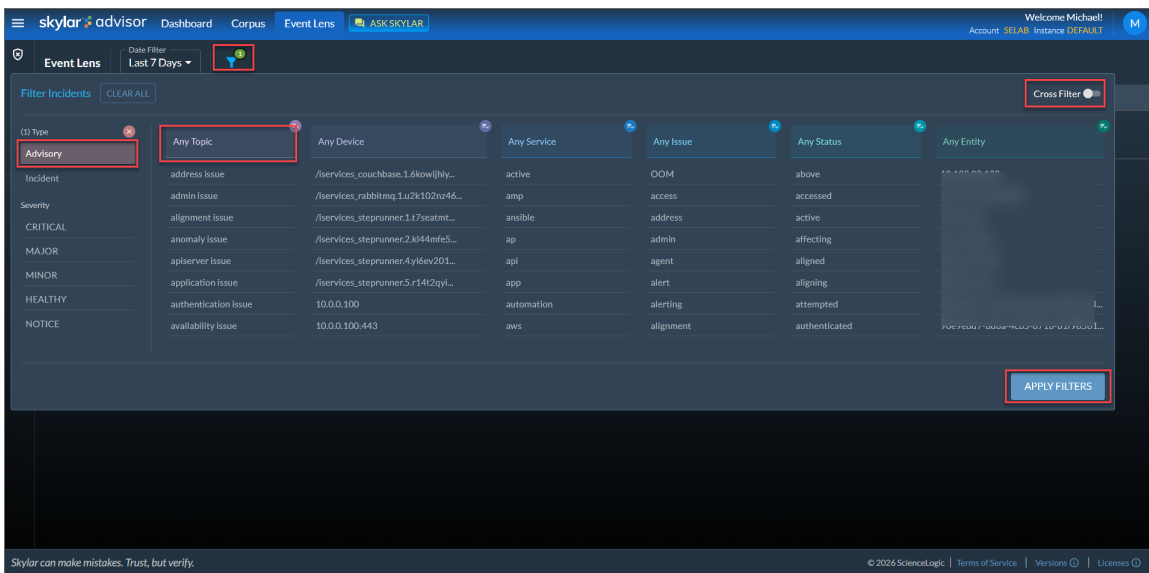 skylar advisor Dashboard Corpus Event Lens ASK SKYLAR Welcome Michael!
Account SELAB Instance DEFAULT M
Event Lens Date Filter Last 7 Days 1
Filter Incidents CLEAR ALL Cross Filter
(1) Type
Advisory Any Topic Any Device Any Service Any Issue Any Status Any Entity
Incident address issue /iservices_couchbase.1.6kowijhiy... active OOM above
Severity admin issue /iservices_rabbitmq.1.u2k102nz46... amp access accessed
CRITICAL alignment issue /iservices_steprunner.1.t7seatmt... ansible address active
MAJOR anomaly issue /iservices_steprunner.2.kl44mfe5... ap admin affecting
apiserver issue /iservices_steprunner.4.yl6ev201... api agent aligned
MINOR application issue /iservices_steprunner.5.r14t2qyi... app alert aligning
HEALTHY authentication issue 10.0.0.100 automation alerting attempted
NOTICE availability issue 10.0.0.100:443 aws alignment authenticated
APPLY FILTERS
Skylar can make mistakes. Trust, but verify. © 2026 ScienceLogic | Terms of Service | Versions | Licenses